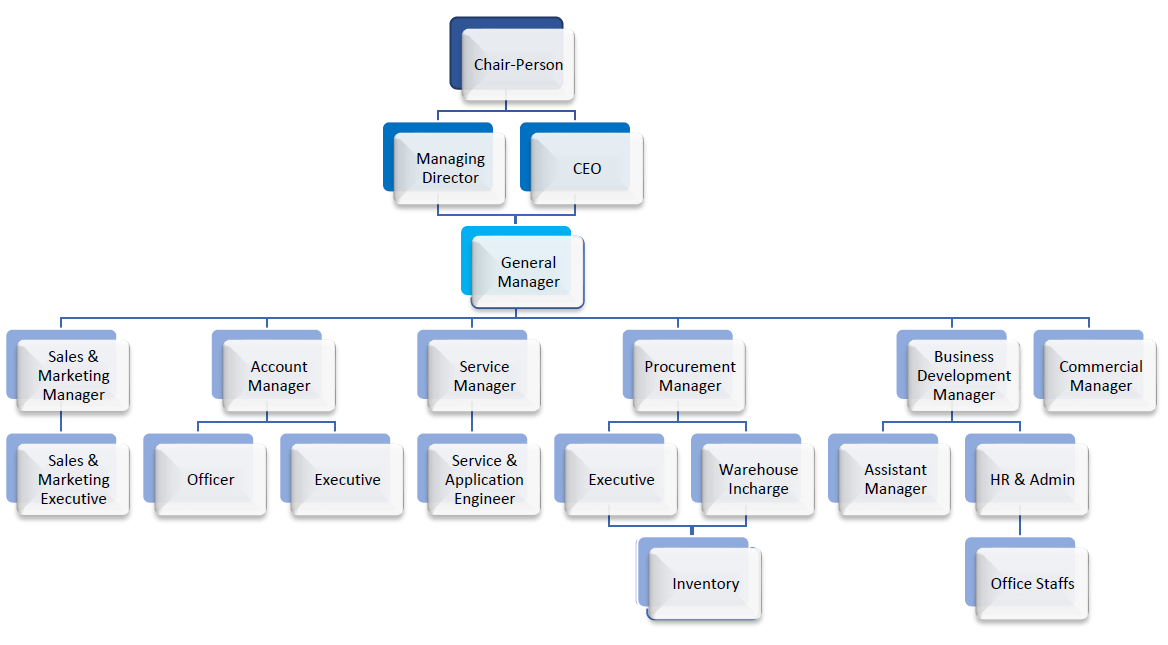 Chair-Person
Managing
Director
CEO
General
Manager
Sales &
Marketing
Manager
Account
Manager
Service
Manager
Procurement
Manager
Business
Development
Manager
Commercial
Manager
Sales &
Marketing
Executive
Officer
Executive
Service &
Application
Engineer
Executive
Warehouse
Incharge
Assistant
Manager
HR & Admin
Inventory
Office Staffs